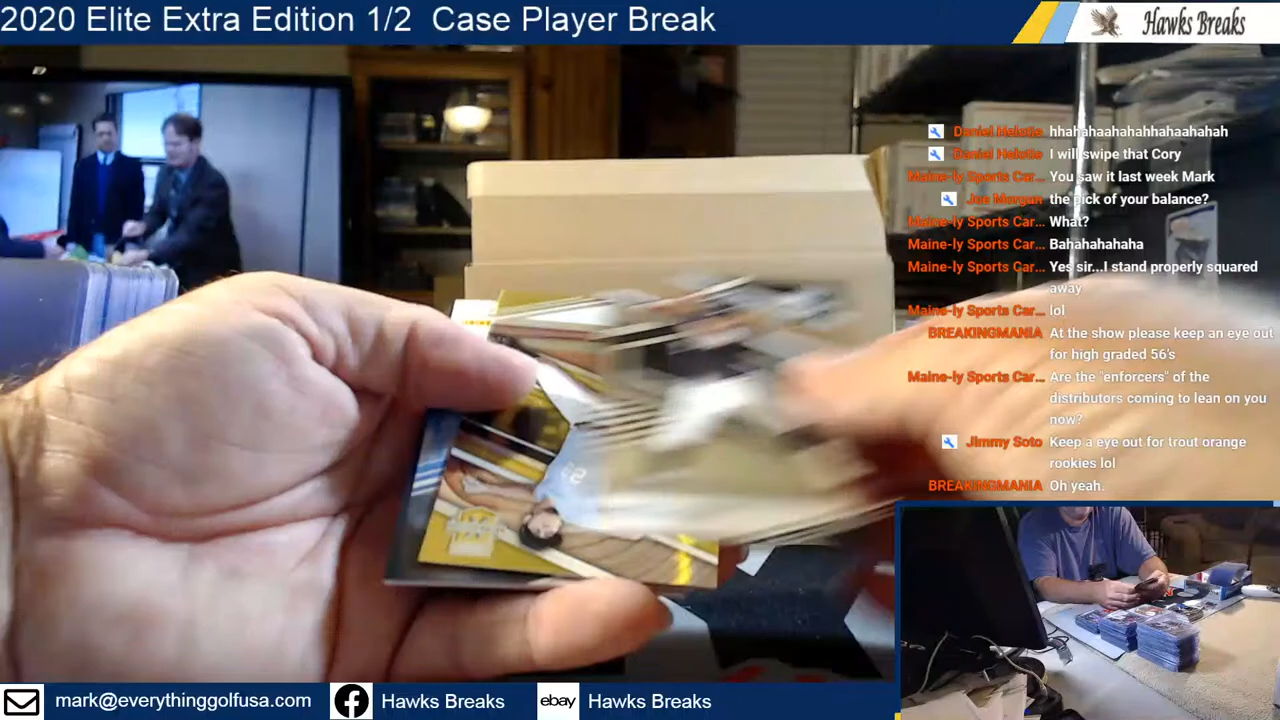 2020 Elite Extra Edition 1/2 Case Player Break
Hawks Breaks
Daniel Helotie hhahahaahahahhahaahahah
Daniel Helotie I will swipe that Cory
Maine-ly Sports Car... You saw it last week Mark
Joe Morgan the pick of your balance?
Maine-ly Sports Car... What?
Maine-ly Sports Car... Bahahahahaha
Maine-ly Sports Car... Yes sir...I stand properly squared
away
Maine-ly Sports Car... lol
BREAKINGMANIA At the show please keep an eye out
for high graded 56's
Maine-ly Sports Car... Are the "enforcers" of the
distributors coming to lean on you
now?
Jimmy Soto Keep a eye out for trout orange
rookies lol
BREAKINGMANIA Oh yeah.
mark@everythinggolfusa.com
Hawks Breaks
ebay
Hawks Breaks